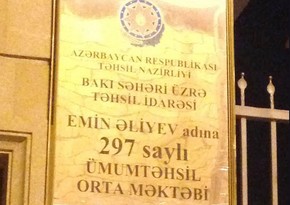 AZƏRBAYCAN RESPUBLİKASI
TƏHSİL NAZİRLİYİ
BAKI ŞƏHƏRİ ÜZRƏ
TƏHSİL İDARƏSİ
EMİN ƏLİYEV adına
297 saylı
ÜMUMTƏHSİL
ORTA MƏKTƏBİ